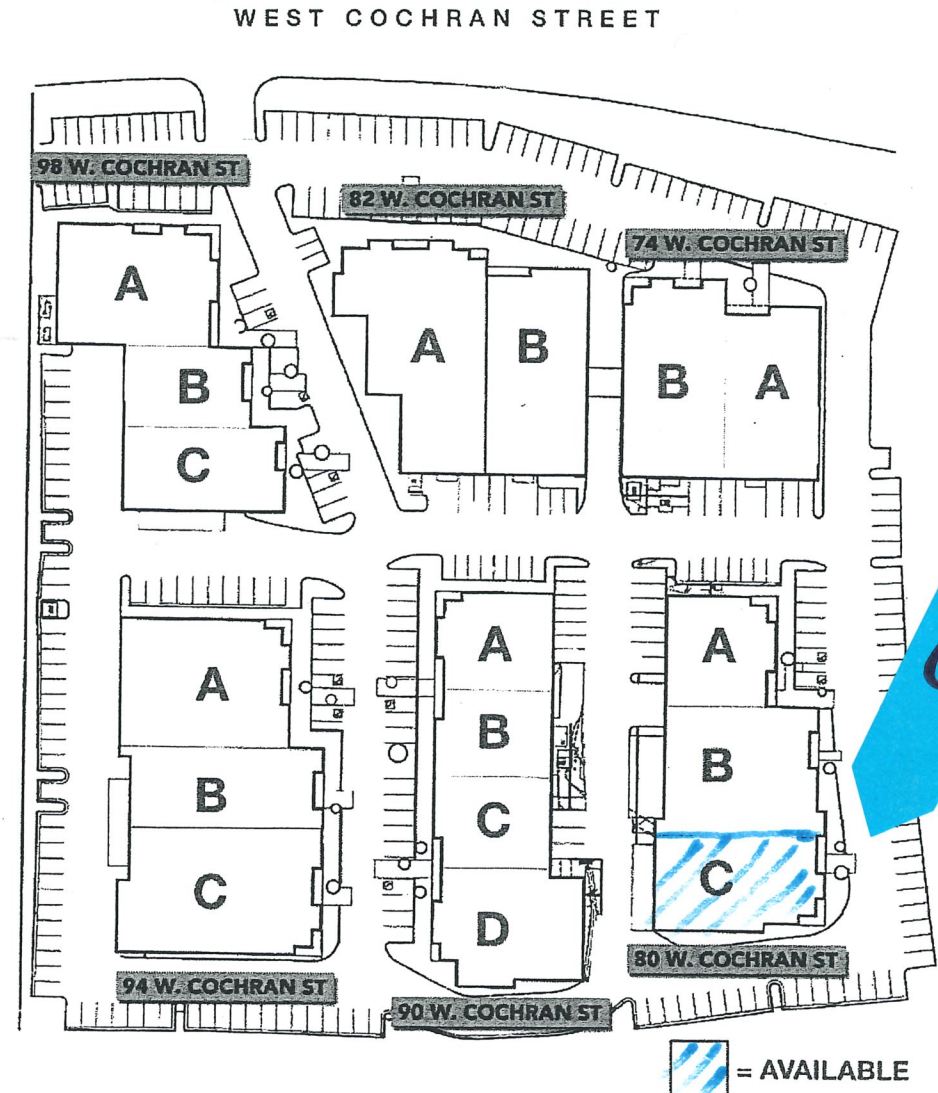 WEST COCHRAN STREET
98 W. COCHRAN ST
82 W. COCHRAN ST
74 W. COCHRAN ST
A
B
C
A
B
B
A
A
B
C
A
B
C
D
A
B
C
94 W. COCHRAN ST
90 W. COCHRAN ST
80 W. COCHRAN ST
= AVAILABLE